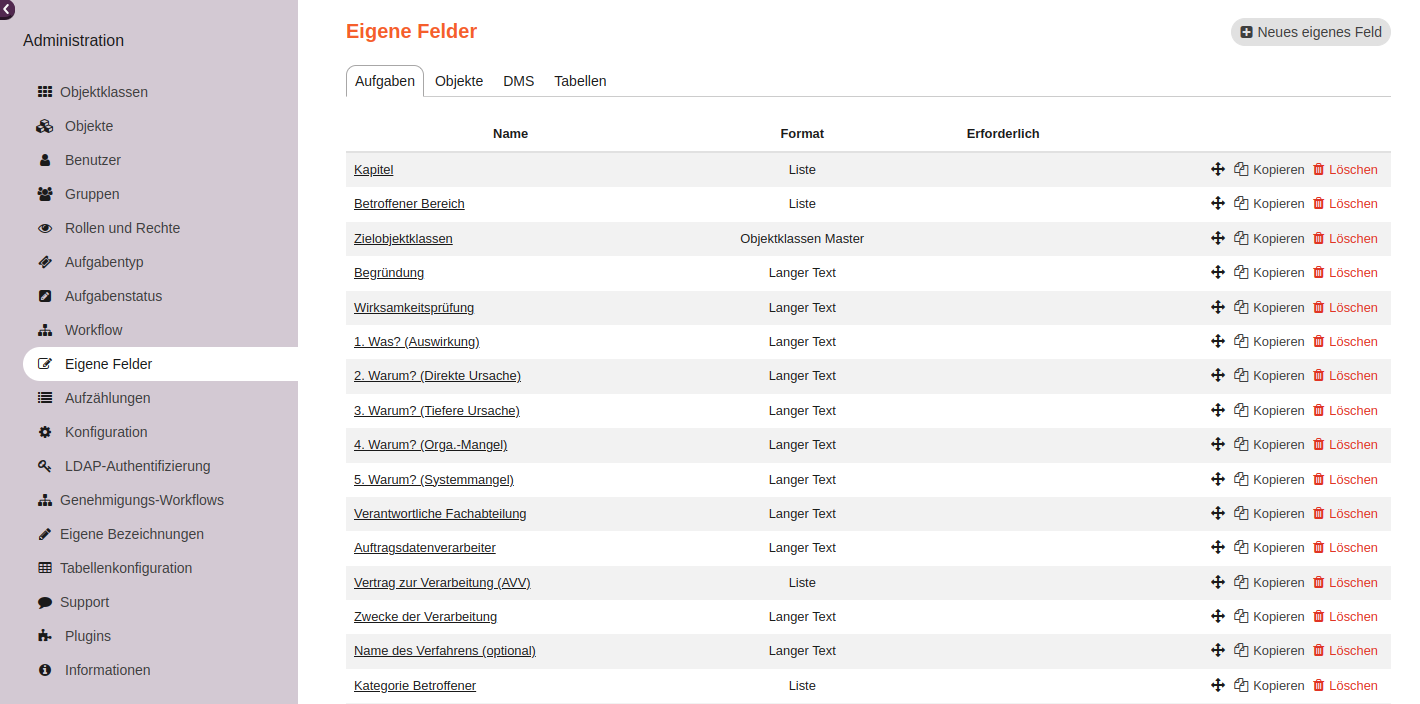 Administration
Objektklassen
Objekte
Benutzer
Gruppen
Rollen und Rechte
Aufgabentyp
Aufgabenstatus
Workflow
Eigene Felder
Aufzählungen
Konfiguration
LDAP-Authentifizierung
Genehmigungs-Workflows
Eigene Bezeichnungen
Tabellenkonfiguration
Support
Plugins
Informationen
Eigene Felder
Neues eigenes Feld
Aufgaben Objekte DMS Tabellen
Name Format Erforderlich
Kapitel Liste Kopieren Löschen
Betroffener Bereich Liste Kopieren Löschen
Zielobjektklassen Objektklassen Master Kopieren Löschen
Begründung Langer Text Kopieren Löschen
Wirksamkeitsprüfung Langer Text Kopieren Löschen
1. Was? (Auswirkung) Langer Text Kopieren Löschen
2. Warum? (Direkte Ursache) Langer Text Kopieren Löschen
3. Warum? (Tiefere Ursache) Langer Text Kopieren Löschen
4. Warum? (Orga.-Mangel) Langer Text Kopieren Löschen
5. Warum? (Systemmangel) Langer Text Kopieren Löschen
Verantwortliche Fachabteilung Langer Text Kopieren Löschen
Auftragsdatenverarbeiter Langer Text Kopieren Löschen
Vertrag zur Verarbeitung (AVV) Liste Kopieren Löschen
Zwecke der Verarbeitung Langer Text Kopieren Löschen
Name des Verfahrens (optional) Langer Text Kopieren Löschen
Kategorie Betroffener Liste Kopieren Löschen